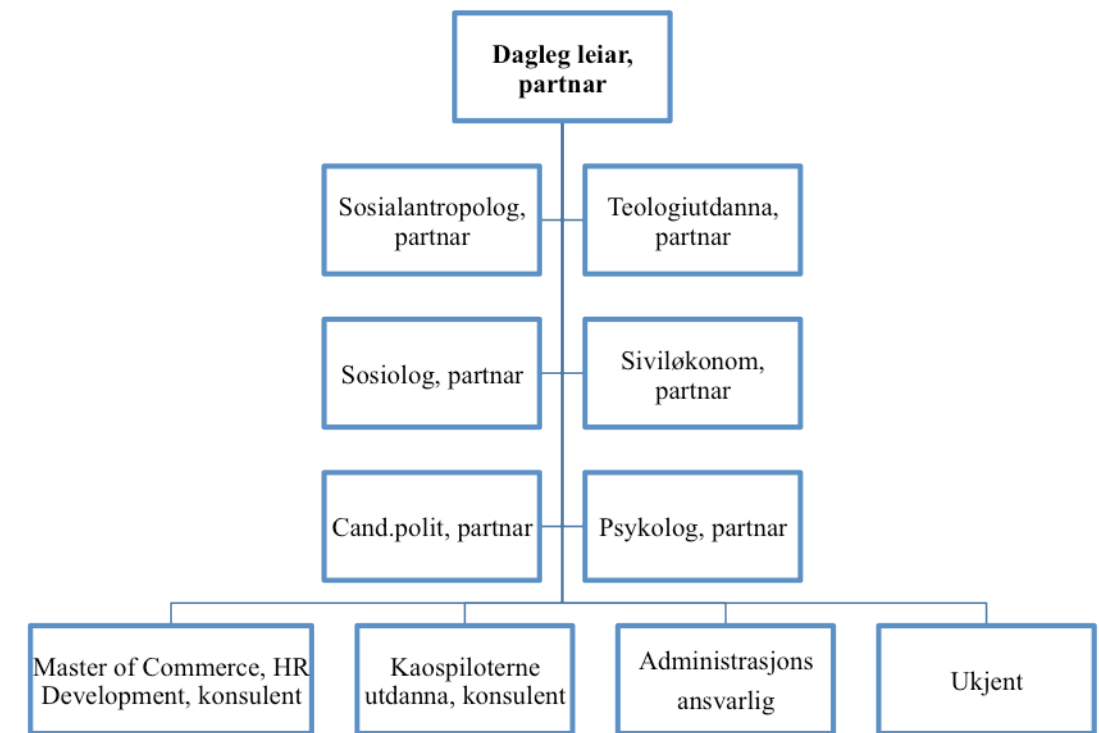 Dagleg leiar,
partnar
Sosialantropolog,
partnar
Teologiutdanna,
partnar
Sosiolog, partnar
Siviløkonom,
partnar
Cand.polit, partnar
Psykolog, partnar
Master of Commerce, HR
Development, konsulent
Kaospiloterne
utdanna, konsulent
Administrasjons
ansvarlig
Ukjent